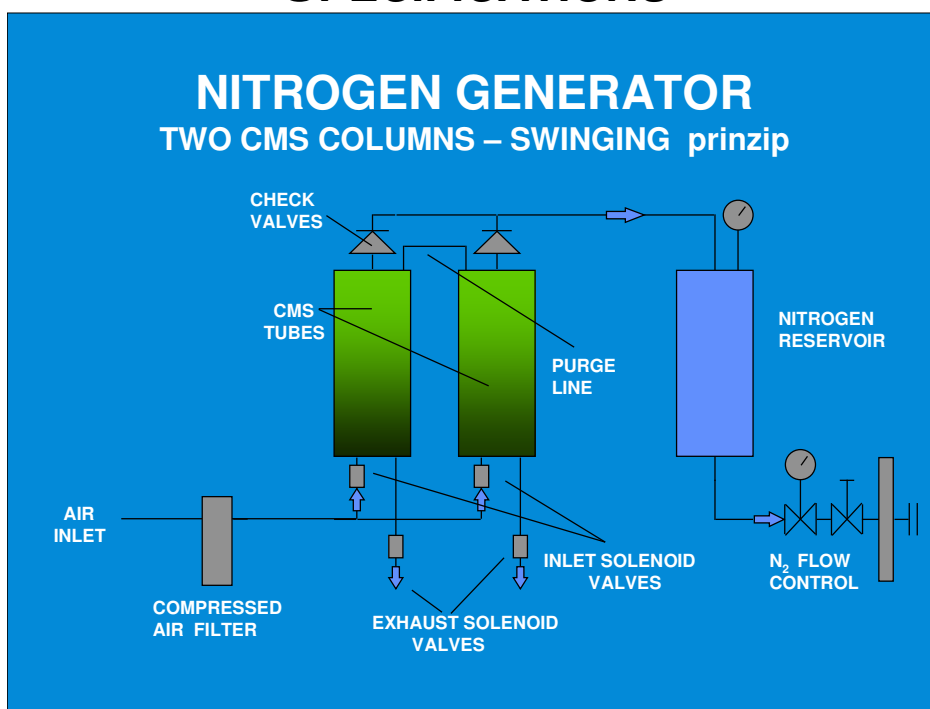 SPECIFICATIONS
NITROGEN GENERATOR
TWO CMS COLUMNS – SWINGING prinzip
CHECK
VALVES
CMS
TUBES
PURGE
LINE
NITROGEN
RESERVOIR
AIR
INLET
COMPRESSED
AIR FILTER
EXHAUST SOLENOID
VALVES
INLET SOLENOID
VALVES
N₂ FLOW
CONTROL